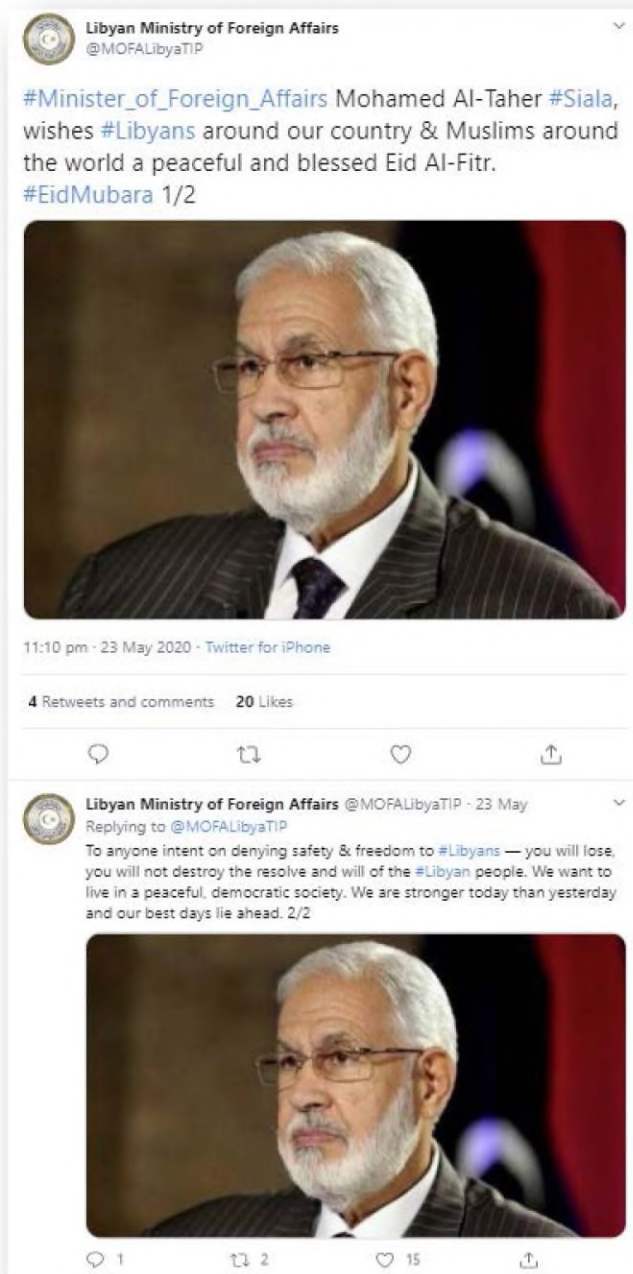 Libyan Ministry of Foreign Affairs
@MOFALibyaTIP
#Minister_of_Foreign_Affairs Mohamed Al-Taher #Siala,
wishes #Libyans around our country & Muslims around
the world a peaceful and blessed Eid Al-Fitr.
#EidMubara 1/2
11:10 pm · 23 May 2020 · Twitter for iPhone
4 Retweets and comments 20 Likes
Libyan Ministry of Foreign Affairs @MOFALibyaTIP · 23 May
Replying to @MOFALibyaTIP
To anyone intent on denying safety & freedom to #Libyans — you will lose,
you will not destroy the resolve and will of the #Libyan people. We want to
live in a peaceful, democratic society. We are stronger today than yesterday
and our best days lie ahead. 2/2
1 2 15